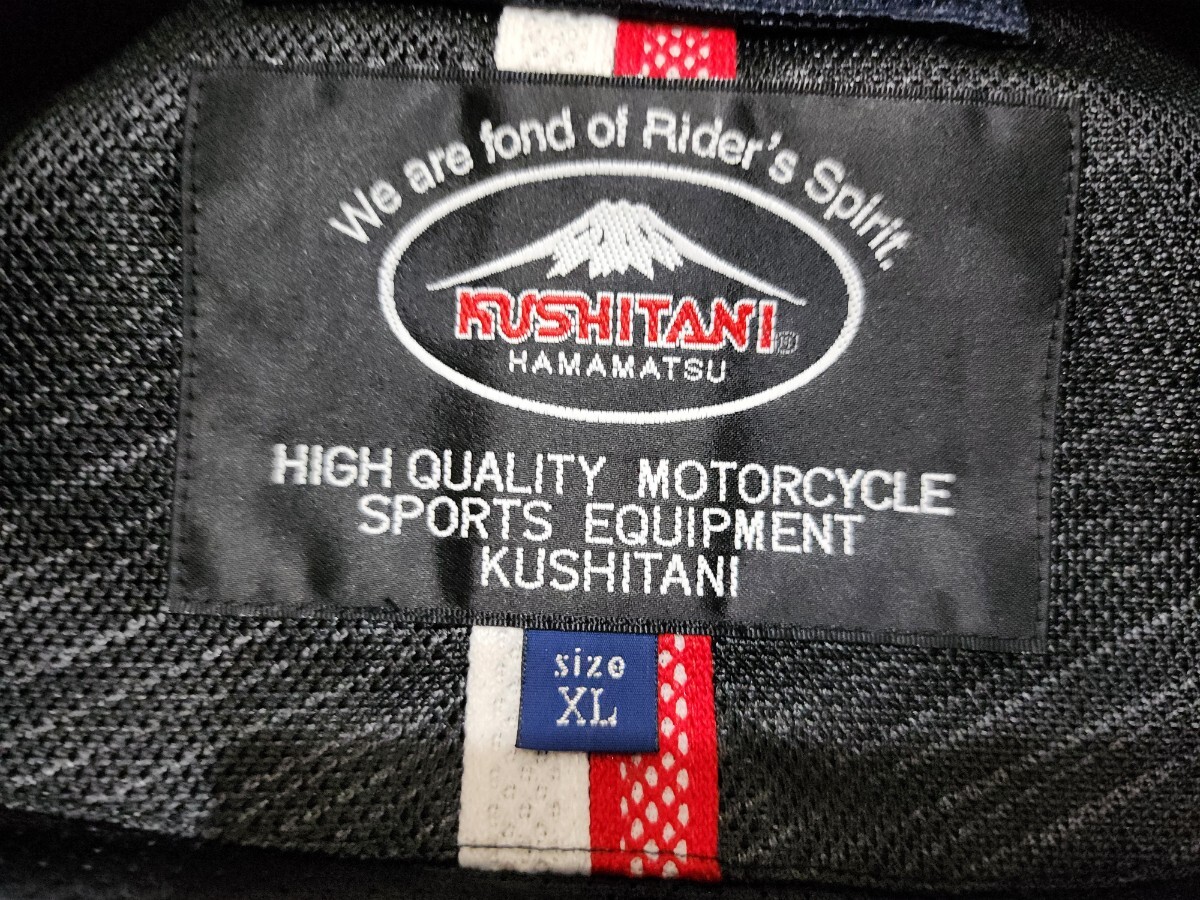 We are fond of Rider's Spirit.
KUSHITANI®
HAMAMATSU
HIGH QUALITY MOTORCYCLE
SPORTS EQUIPMENT
KUSHITANI
size
XL